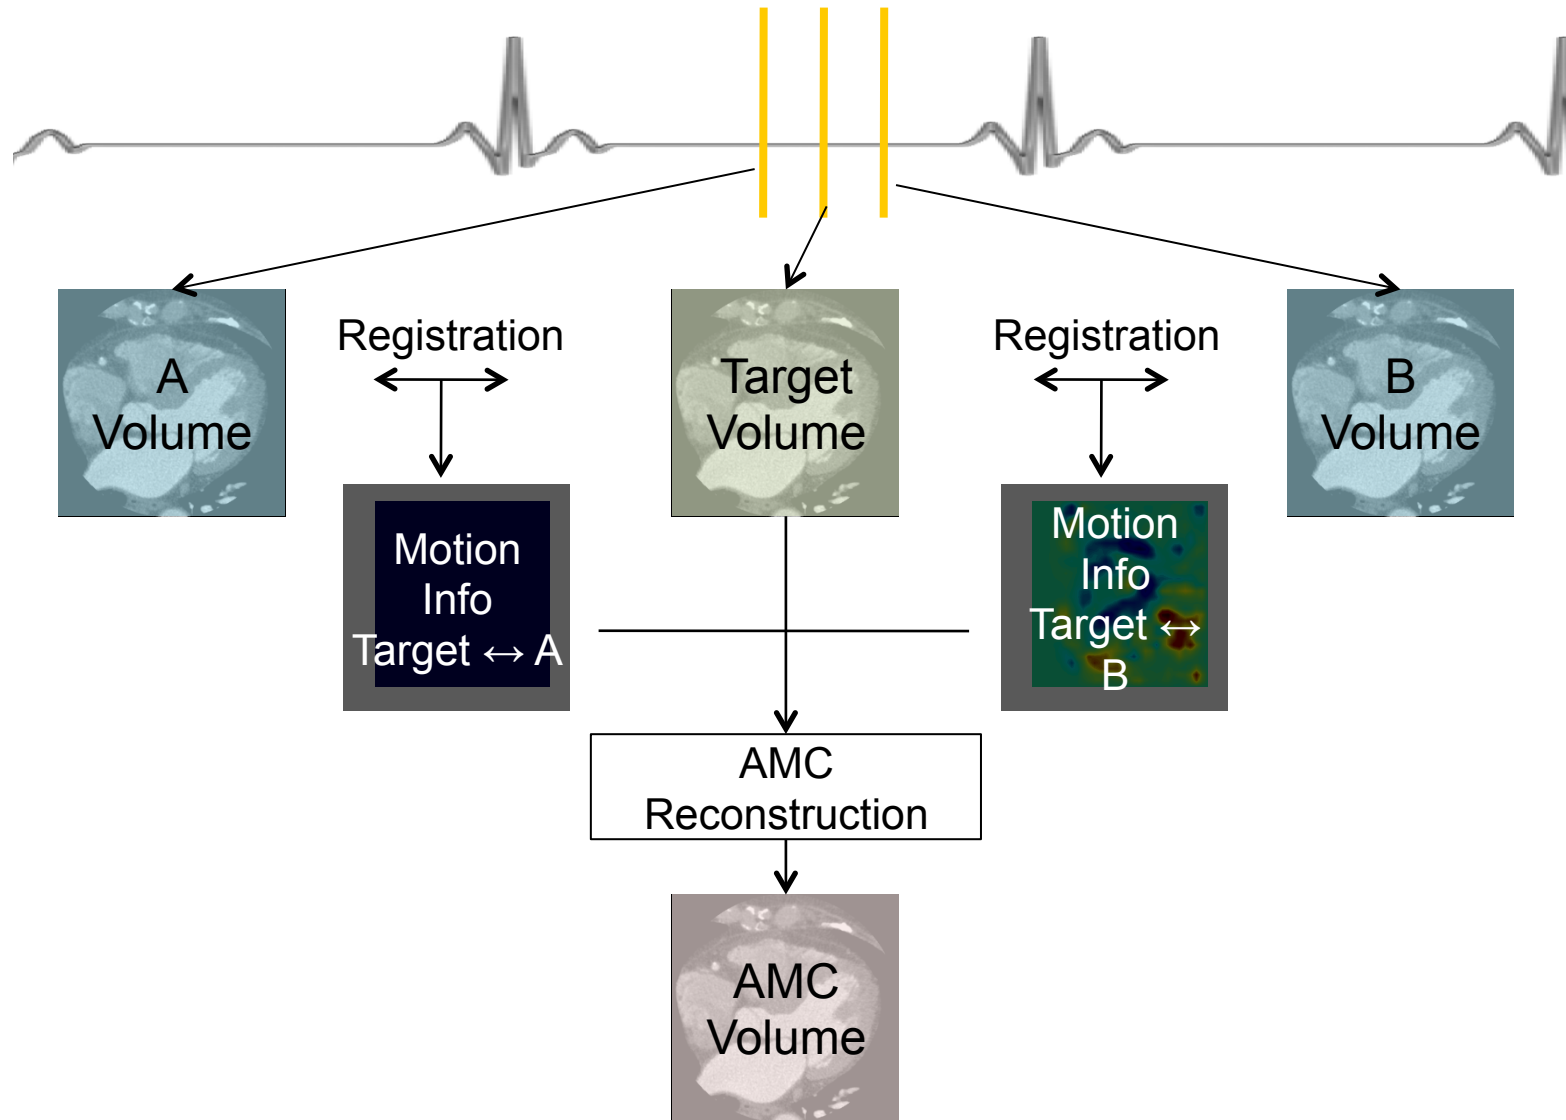 Registration
Registration
A
Volume
Target
Volume
B
Volume
Motion
Info
Target ↔ A
Motion
Info
Target ↔
B
AMC
Reconstruction
AMC
Volume